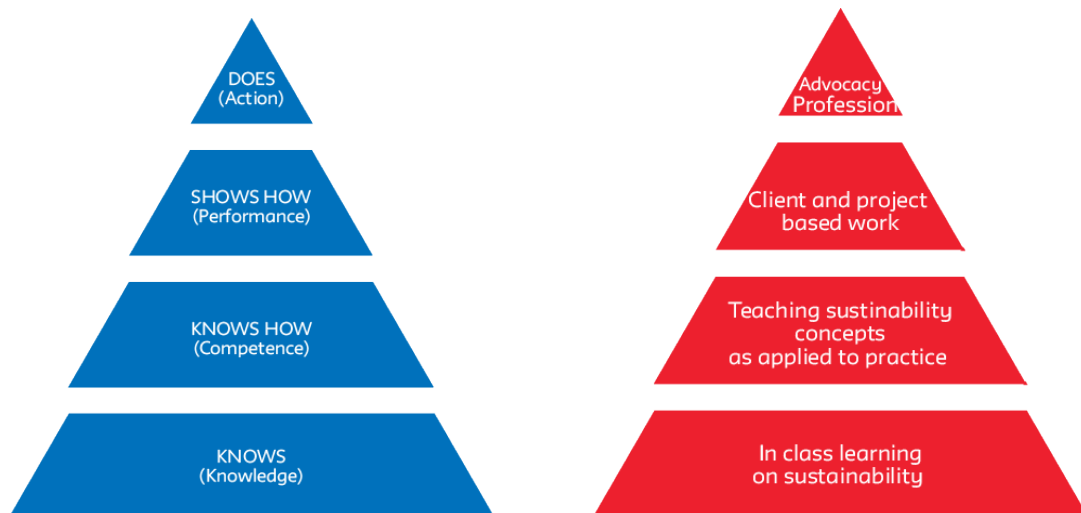 DOES
(Action)
SHOWS HOW
(Performance)
KNOWS HOW
(Competence)
KNOWS
(Knowledge)
Advocacy
Profession
Client and project
based work
Teaching sustinability
concepts
as applied to practice
In class learning
on sustainability